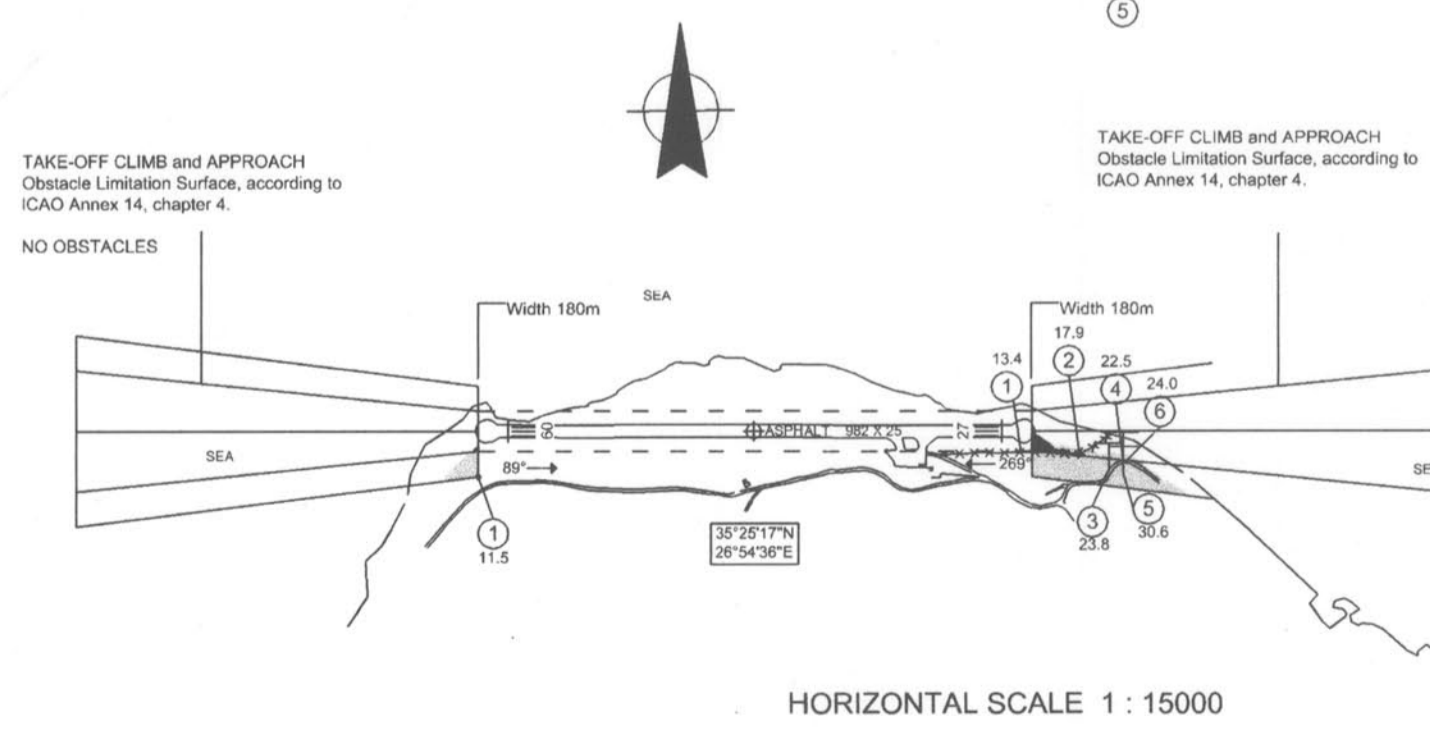 5
TAKE-OFF CLIMB and APPROACH
Obstacle Limitation Surface, according to
ICAO Annex 14, chapter 4.
NO OBSTACLES
TAKE-OFF CLIMB and APPROACH
Obstacle Limitation Surface, according to
ICAO Annex 14, chapter 4.
SEA
Width 180m
Width 180m
17.9
2
13.4
1
22.5
4
24.0
6
09
ASPHALT 982 X 25
27
SEA
89°
269°
SE
1
11.5
3
23.8
5
30.6
35°25'17"N
26°54'36"E
HORIZONTAL SCALE 1 : 15000